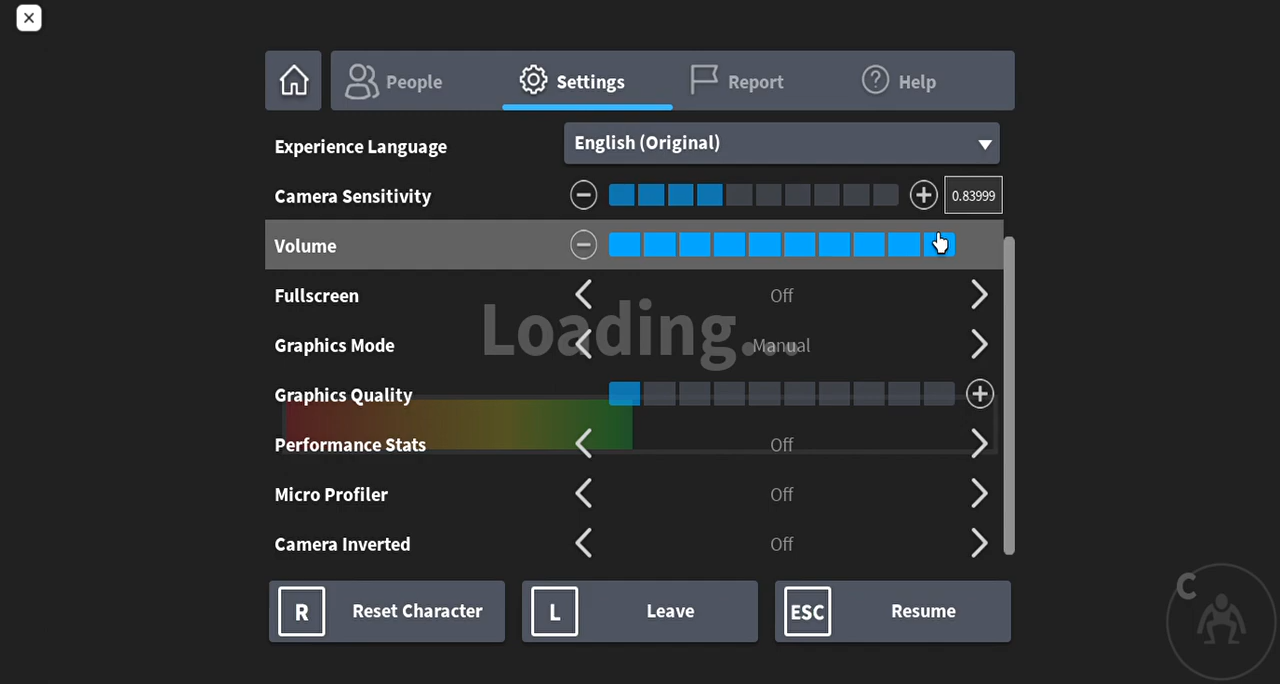 People
Settings
Report
Help
Experience Language
English (Original)
Camera Sensitivity
0.83999
Volume
Fullscreen
Off
Loading...
Graphics Mode
Manual
Graphics Quality
Performance Stats
Off
Micro Profiler
Off
Camera Inverted
Off
R Reset Character
L Leave
ESC Resume
C